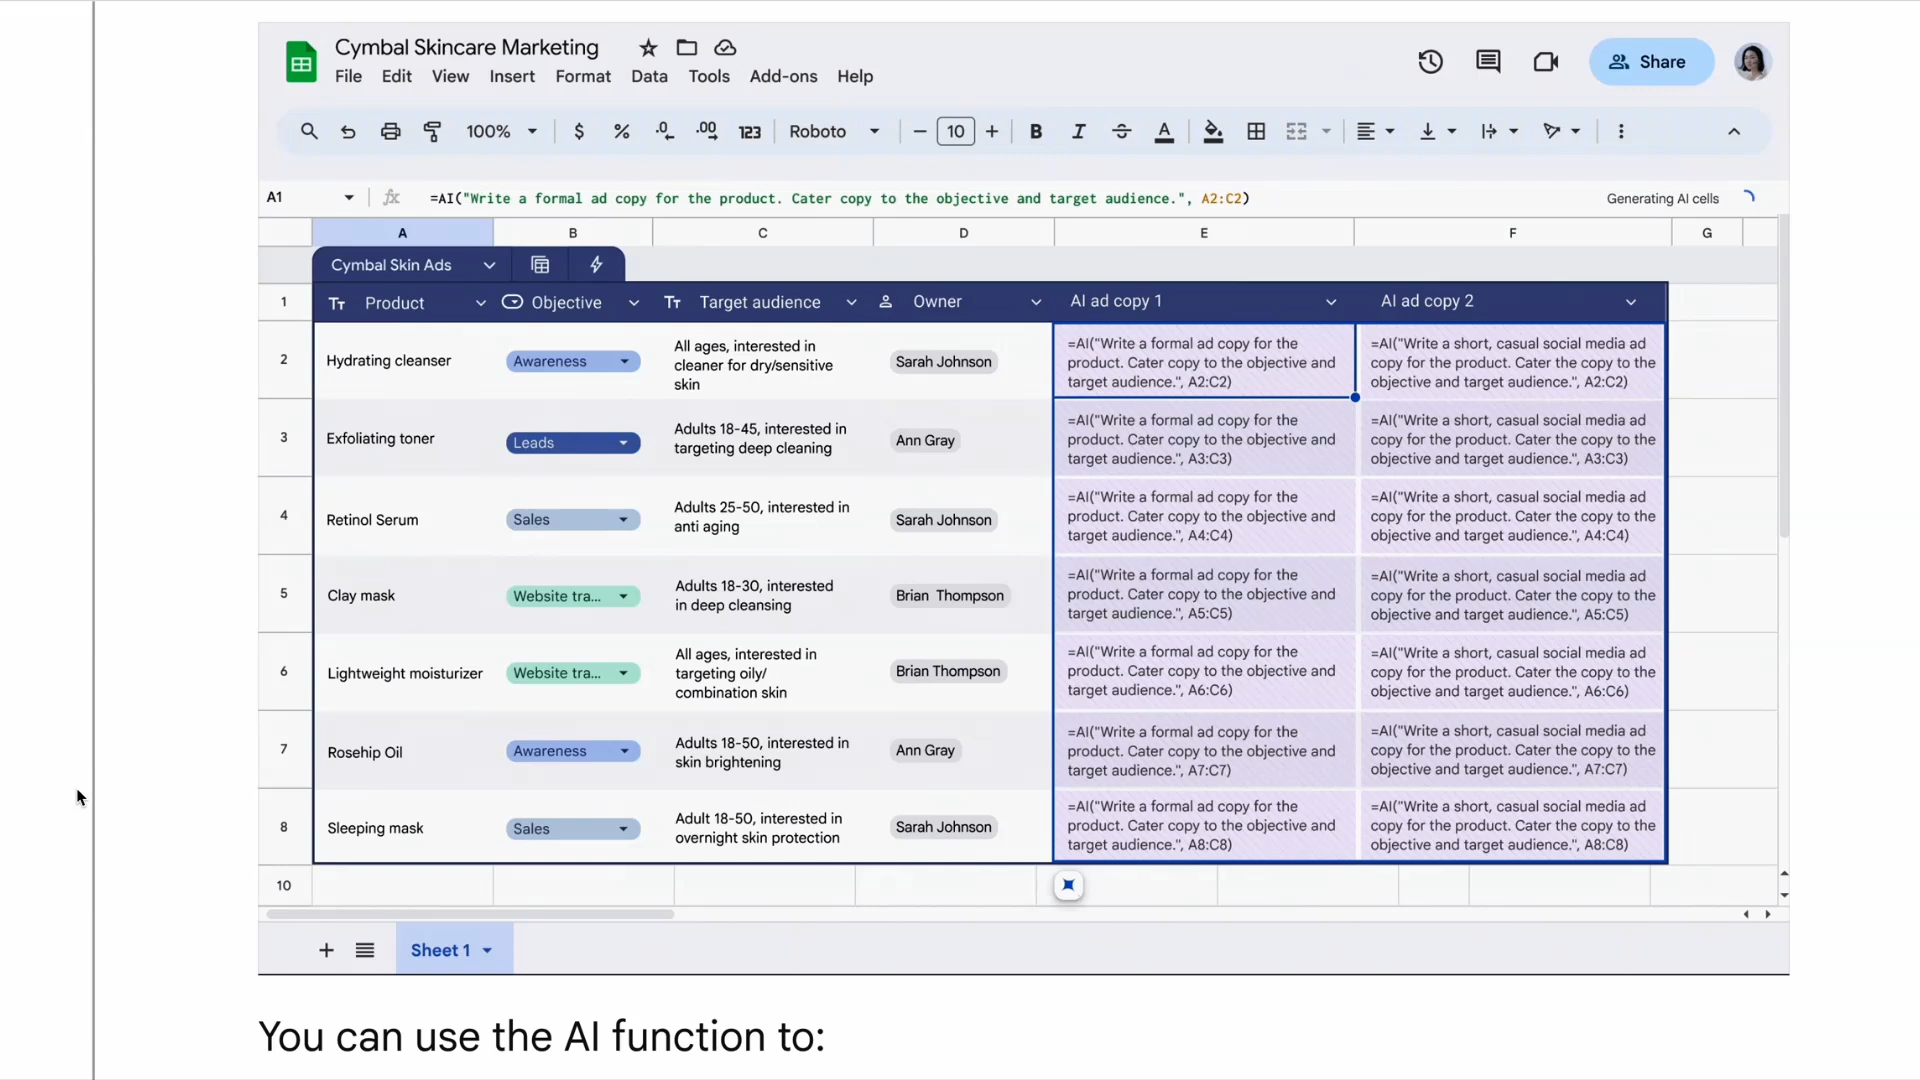 Cymbal Skincare Marketing
File Edit View Insert Format Data Tools Add-ons Help
Share
100% $ % .0 .00 123 Roboto 10 B I A
A1 fx =AI("Write a formal ad copy for the product. Cater copy to the objective and target audience.", A2:C2) Generating AI cells
A B C D E F G
Cymbal Skin Ads
1 Tт Product Objective Tт Target audience Owner AI ad copy 1 AI ad copy 2
2
Hydrating cleanser
Awareness
All ages, interested in
cleaner for dry/sensitive
skin
Sarah Johnson
=AI("Write a formal ad copy for the
product. Cater copy to the objective and
target audience.", A2:C2)
=AI("Write a short, casual social media ad
copy for the product. Cater the copy to the
objective and target audience.", A2:C2)
3
Exfoliating toner
Leads
Adults 18-45, interested in
targeting deep cleaning
Ann Gray
=AI("Write a formal ad copy for the
product. Cater copy to the objective and
target audience.", A3:C3)
=AI("Write a short, casual social media ad
copy for the product. Cater the copy to the
objective and target audience.", A3:C3)
4
Retinol Serum
Sales
Adults 25-50, interested in
anti aging
Sarah Johnson
=AI("Write a formal ad copy for the
product. Cater copy to the objective and
target audience.", A4:C4)
=AI("Write a short, casual social media ad
copy for the product. Cater the copy to the
objective and target audience.", A4:C4)
5
Clay mask
Website tra...
Adults 18-30, interested
in deep cleansing
Brian Thompson
=AI("Write a formal ad copy for the
product. Cater copy to the objective and
target audience.", A5:C5)
=AI("Write a short, casual social media ad
copy for the product. Cater the copy to the
objective and target audience.", A5:C5)
6
Lightweight moisturizer
Website tra...
All ages, interested in
targeting oily/
combination skin
Brian Thompson
=AI("Write a formal ad copy for the
product. Cater copy to the objective and
target audience.", A6:C6)
=AI("Write a short, casual social media ad
copy for the product. Cater the copy to the
objective and target audience.", A6:C6)
7
Rosehip Oil
Awareness
Adults 18-50, interested in
skin brightening
Ann Gray
=AI("Write a formal ad copy for the
product. Cater copy to the objective and
target audience.", A7:C7)
=AI("Write a short, casual social media ad
copy for the product. Cater the copy to the
objective and target audience.", A7:C7)
8
Sleeping mask
Sales
Adult 18-50, interested in
overnight skin protection
Sarah Johnson
=AI("Write a formal ad copy for the
product. Cater copy to the objective and
target audience.", A8:C8)
=AI("Write a short, casual social media ad
copy for the product. Cater the copy to the
objective and target audience.", A8:C8)
10
Sheet 1
You can use the AI function to: